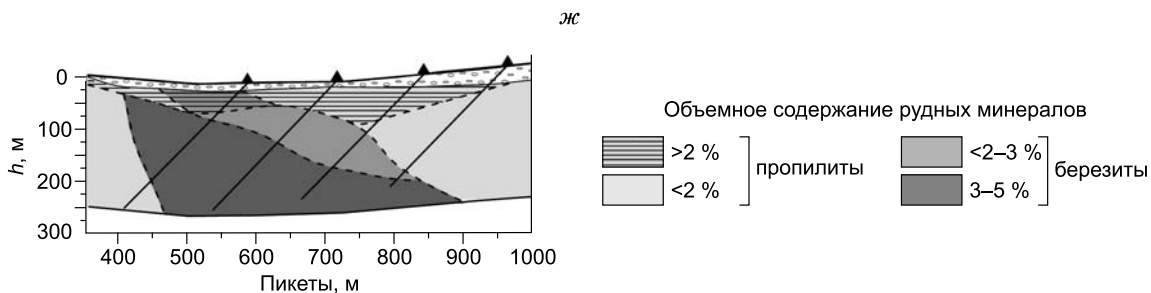 ж
0
100
200
300
h, м
400 500 600 700 800 900 1000
Пикеты, м
Объемное содержание рудных минералов
>2 %
<2 %
пропилиты
<2–3 %
3–5 %
березиты